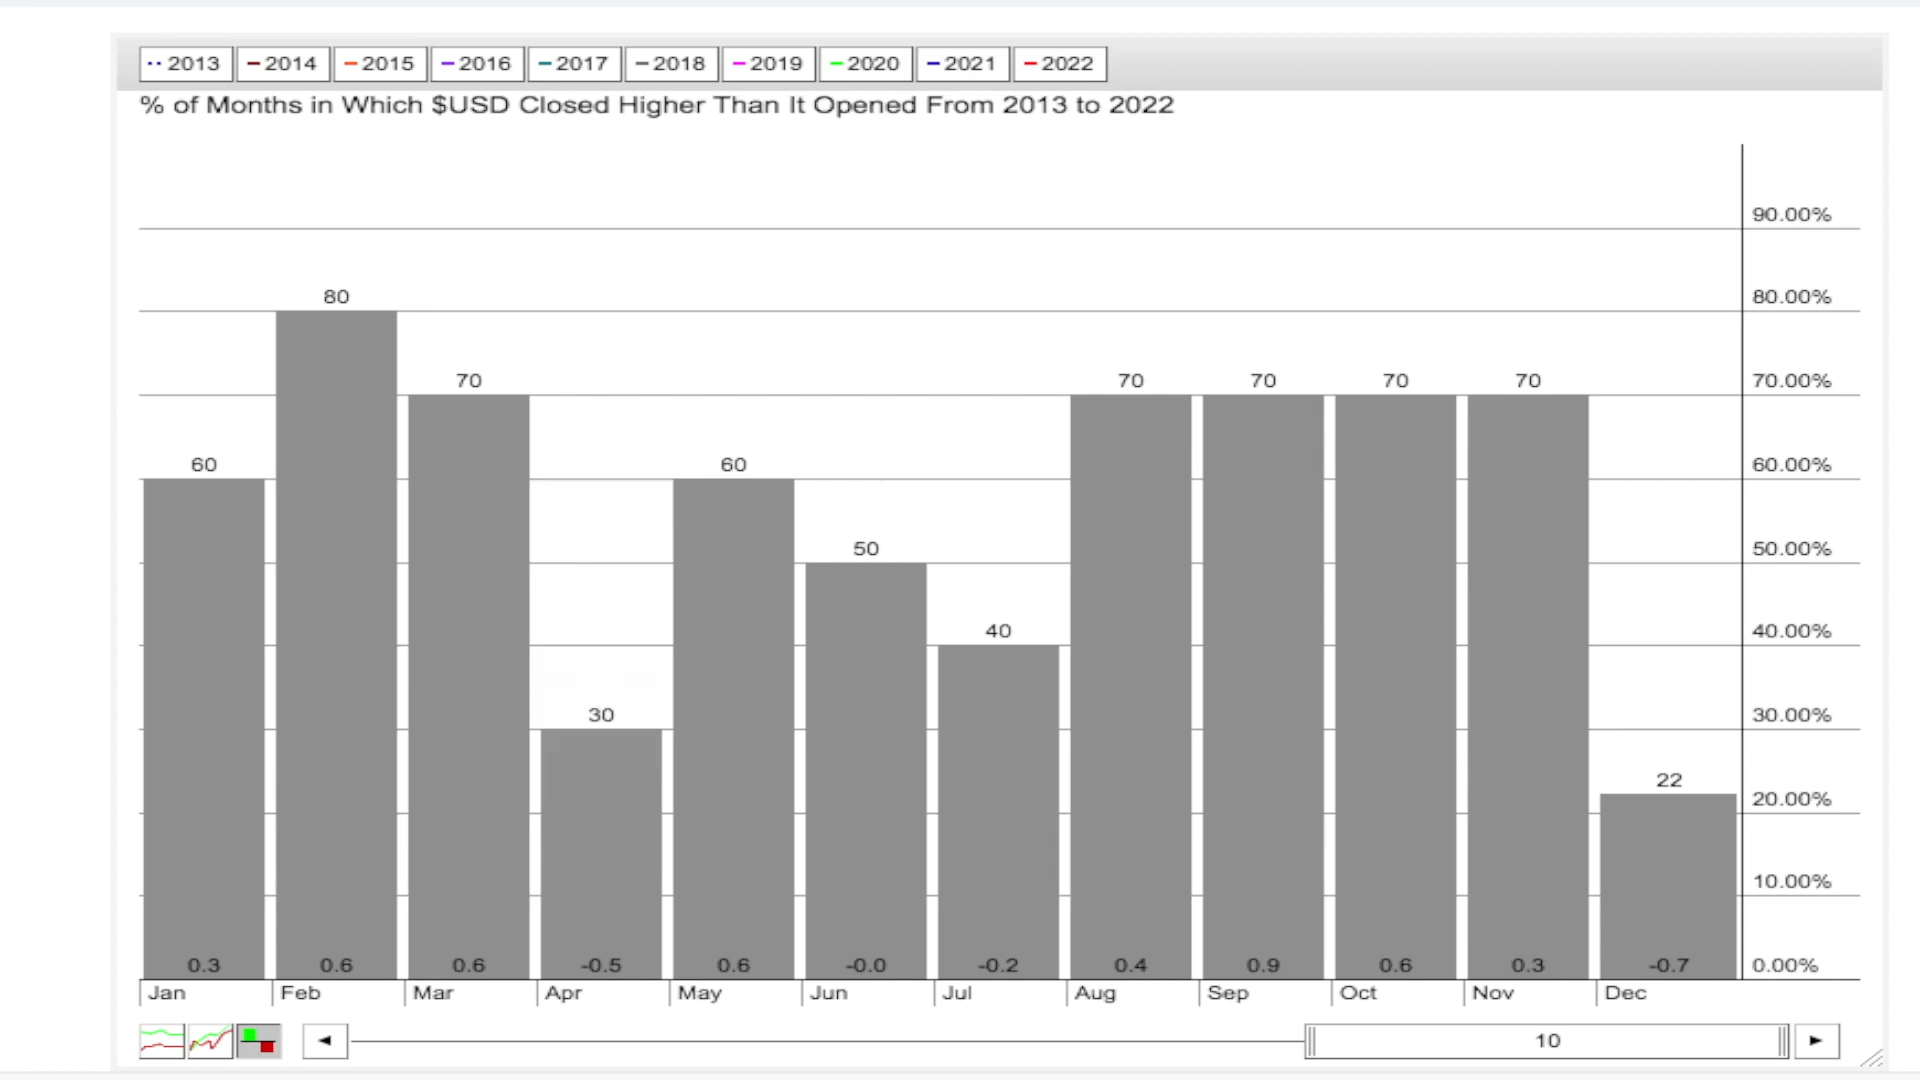 2013 2014 2015 2016 2017 2018 2019 2020 2021 2022
% of Months in Which $USD Closed Higher Than It Opened From 2013 to 2022
90.00%
80 80.00%
70 70 70 70 70 70.00%
60 60 60.00%
50 50.00%
40 40.00%
30 30.00%
22
20.00%
10.00%
0.3 0.6 0.6 -0.5 0.6 -0.0 -0.2 0.4 0.9 0.6 0.3 -0.7 0.00%
Jan Feb Mar Apr May Jun Jul Aug Sep Oct Nov Dec
10